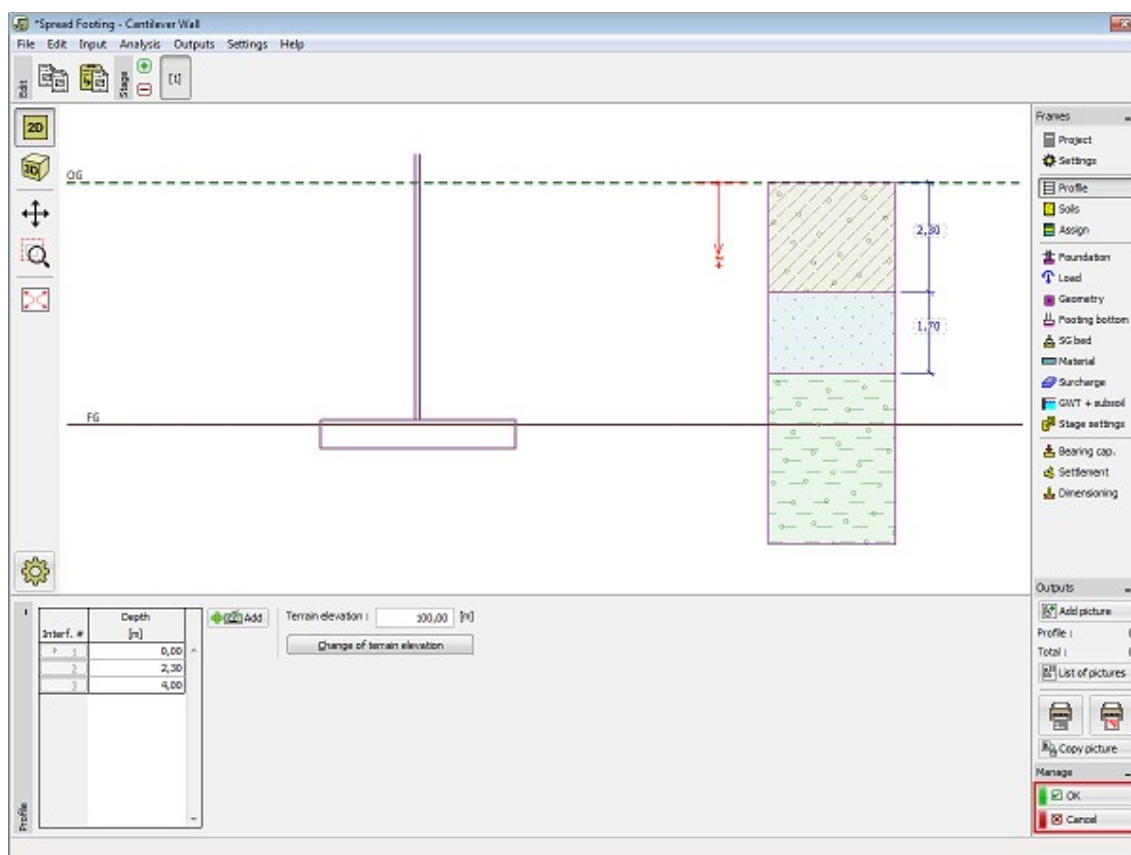 *Spread Footing - Cantilever Wall
File Edit Input Analysis Outputs Settings Help
Edit
Stage
[1]
2D
3D
OG
FG
+z
2,30
1,70
Frames
Project
Settings
Profile
Soils
Assign
Foundation
Load
Geometry
Footing bottom
SG bed
Material
Surcharge
GWT + subsoil
Stage settings
Bearing cap.
Settlement
Dimensioning
Profile
Interf. # Depth [m]
> 1 0,00
2 2,30
3 4,00
Add
Terrain elevation : 100,00 [m]
Change of terrain elevation
Outputs
Add picture
Profile :
Total :
List of pictures
Copy picture
Manage
OK
Cancel